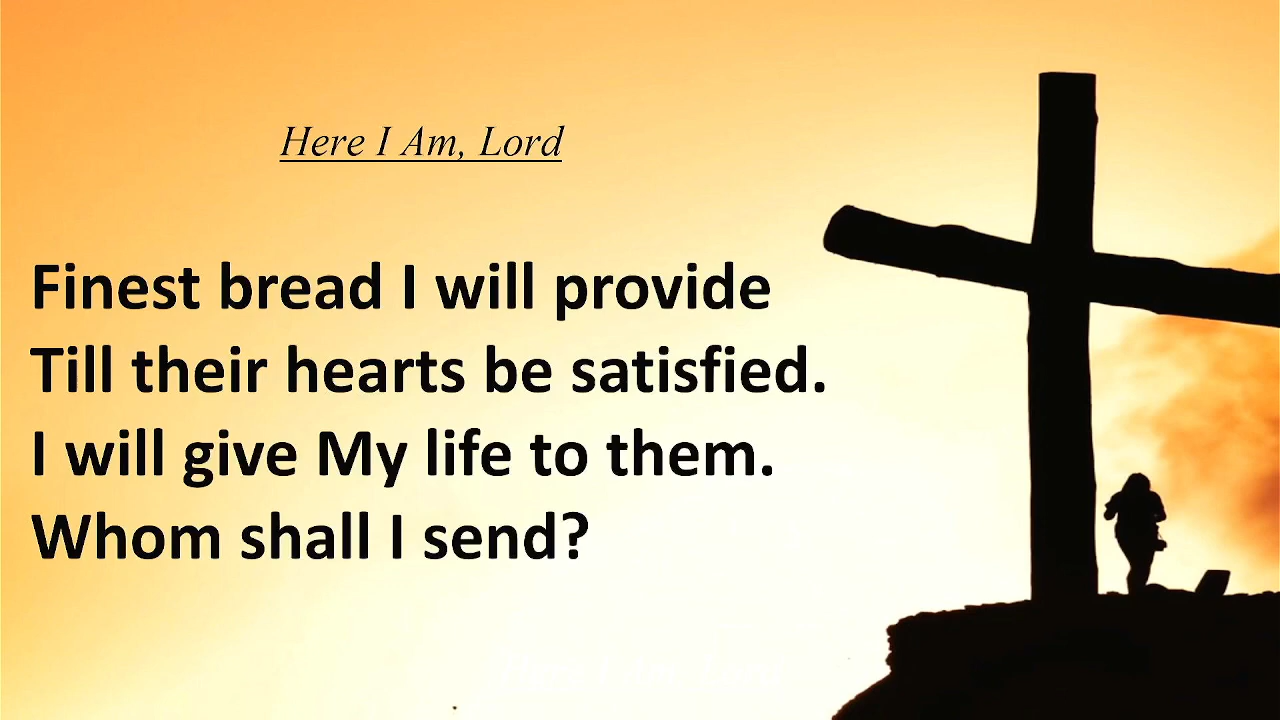 Here I Am, Lord
Finest bread I will provide
Till their hearts be satisfied.
I will give My life to them.
Whom shall I send?